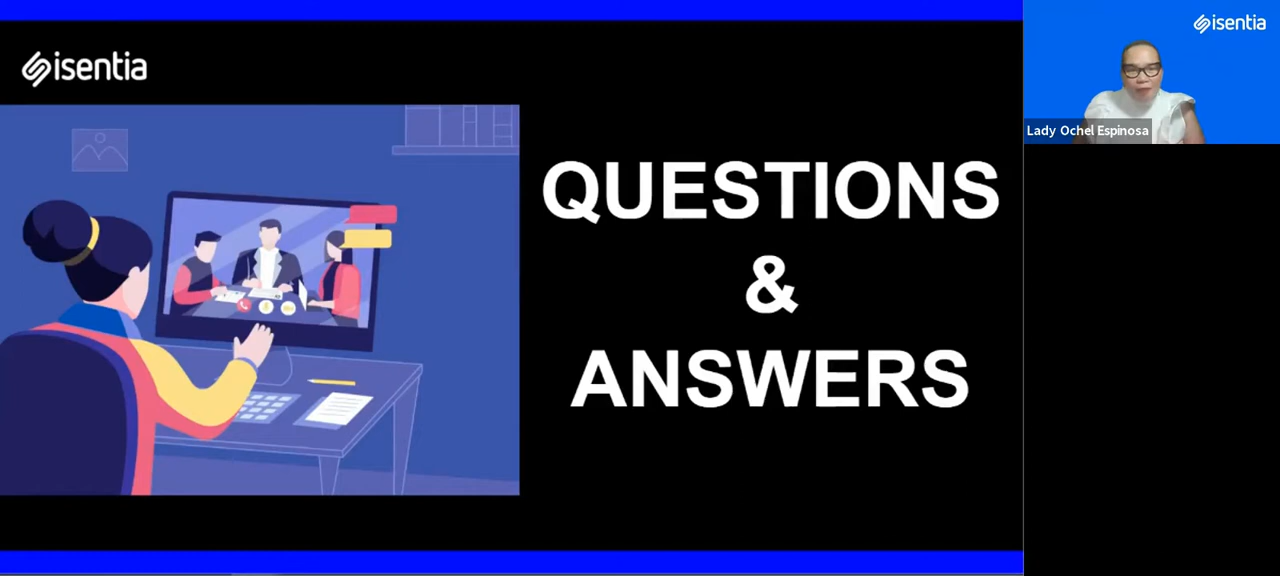 isentia
QUESTIONS
&
ANSWERS
isentia
Lady Ochel Espinosa